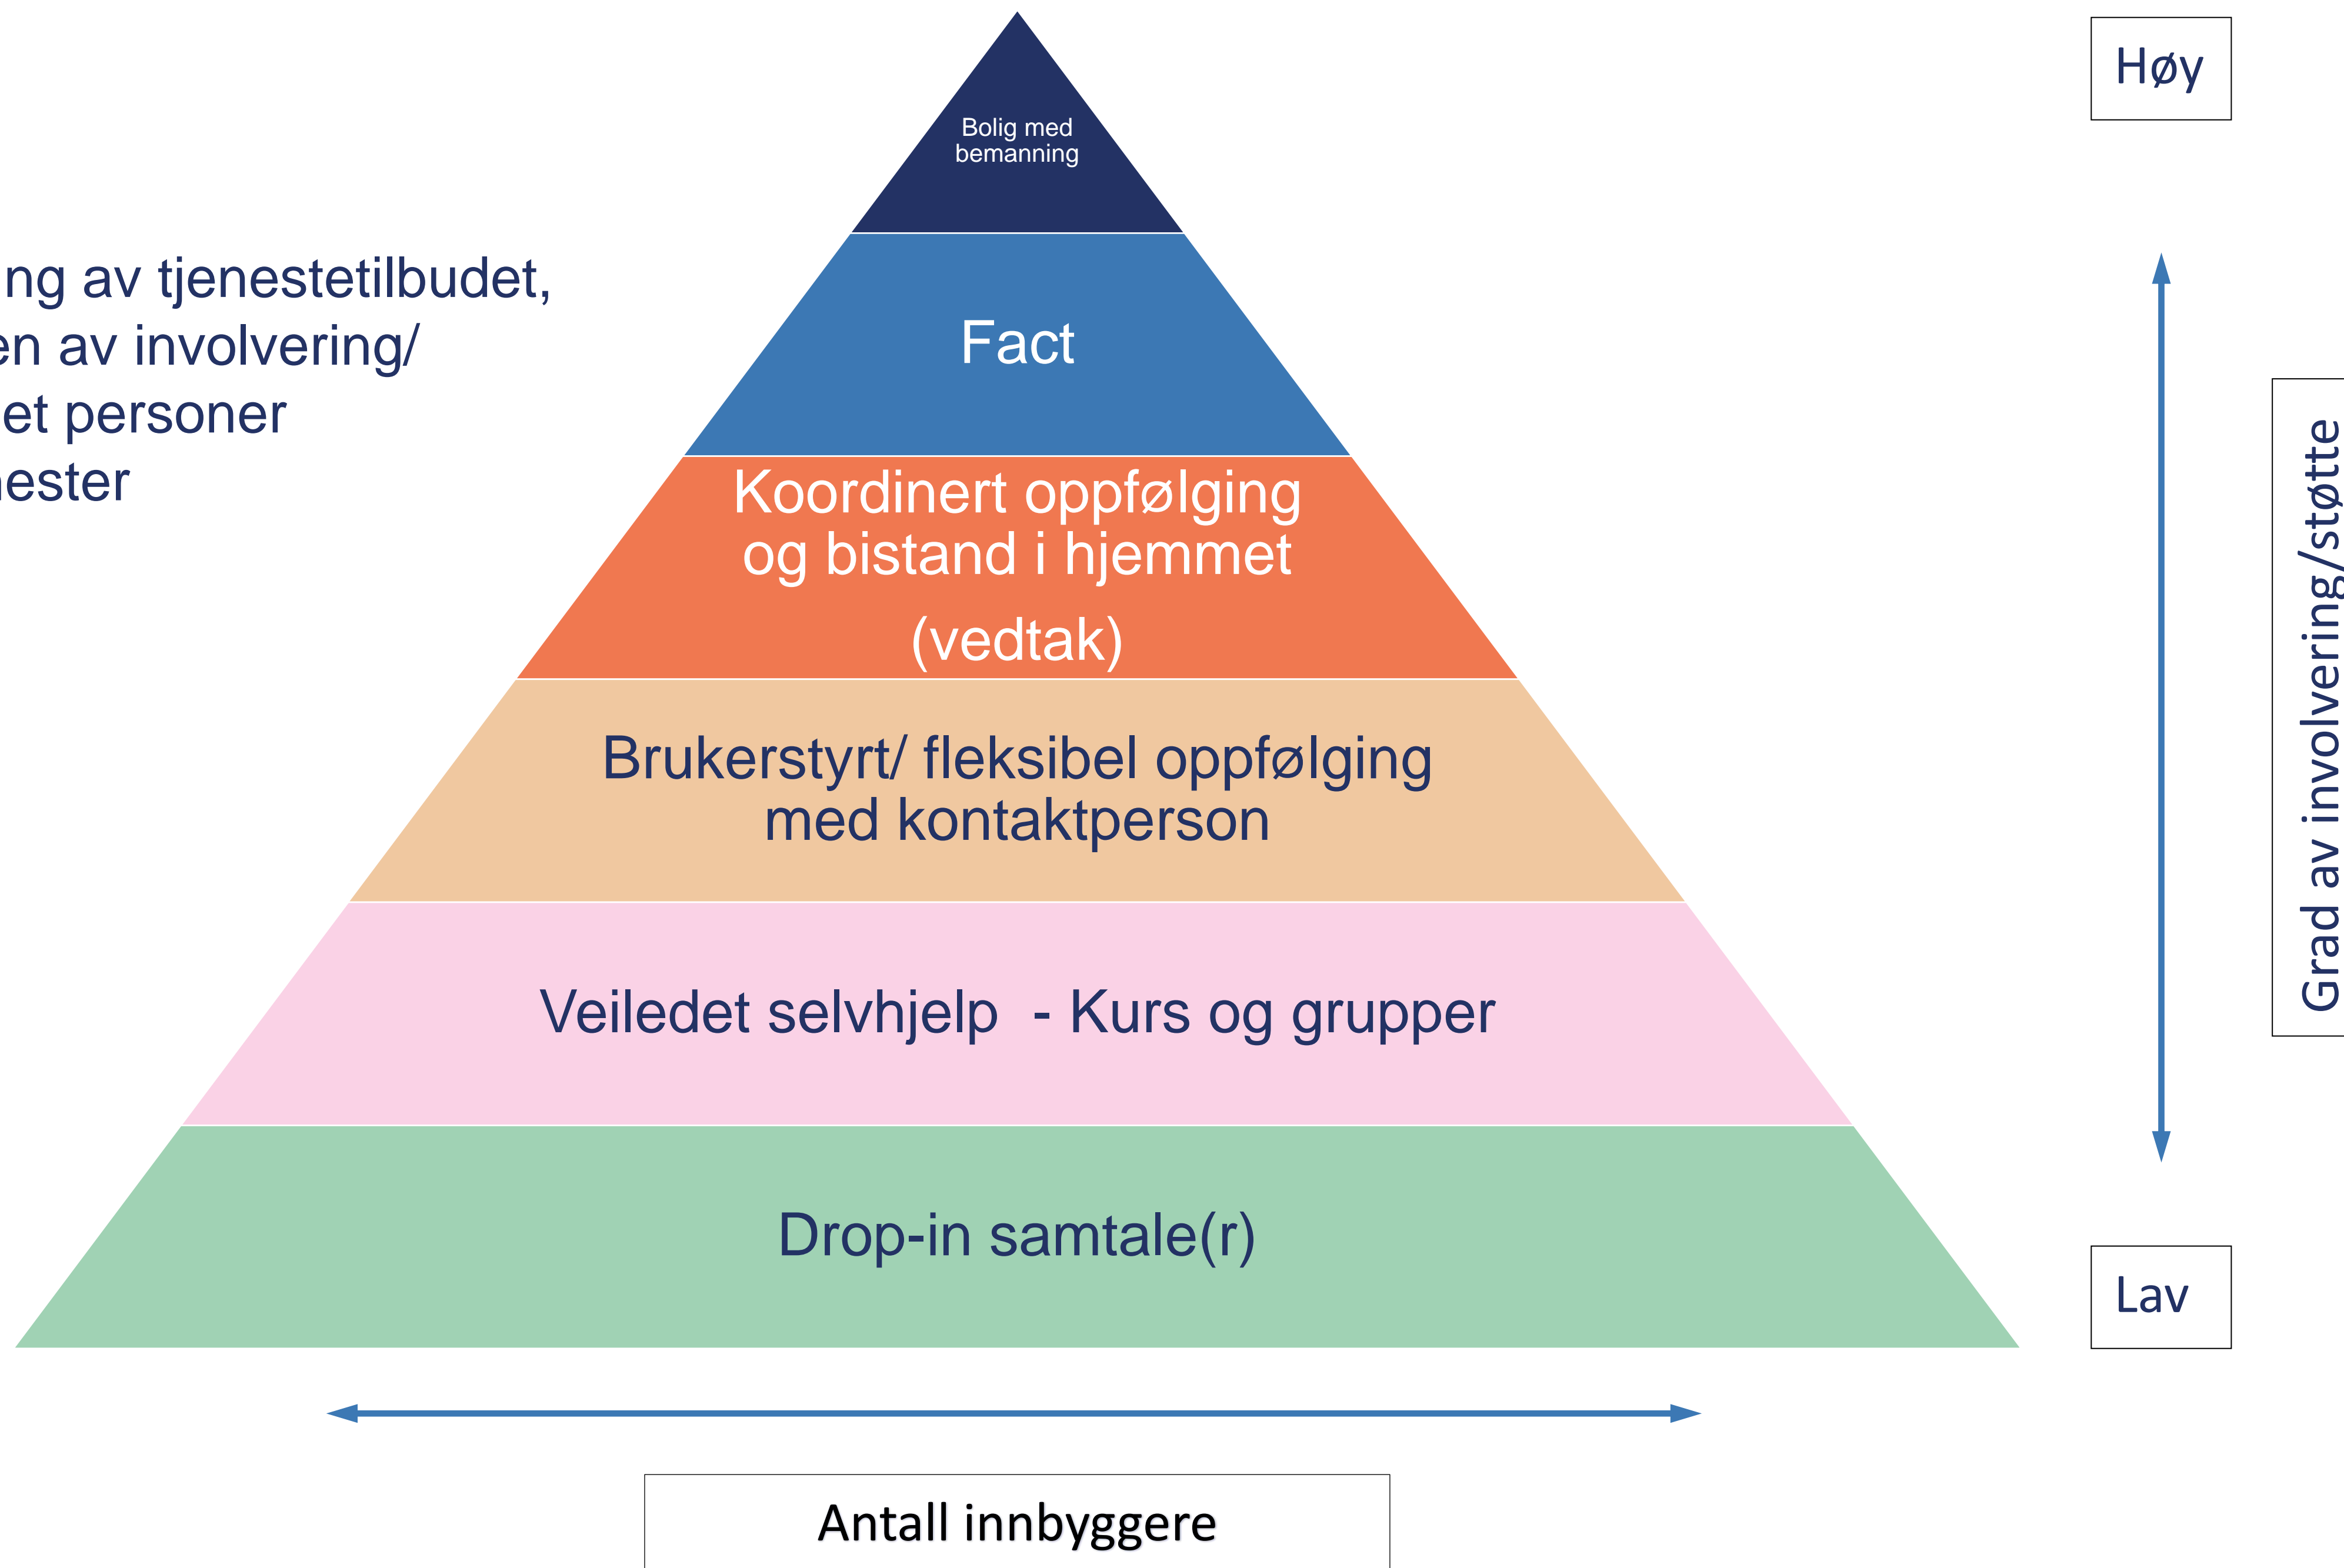 Høy
Bolig med
bemanning
ng av tjenestetilbudet,
en av involvering/
et personer
ester
Fact
Koordinert oppfølging
og bistand i hjemmet
(vedtak)
Brukerstyrt/ fleksibel oppfølging
med kontaktperson
Grad av involvering/støtte
Veiledet selvhjelp - Kurs og grupper
Drop-in samtale(r)
Lav
Antall innbyggere